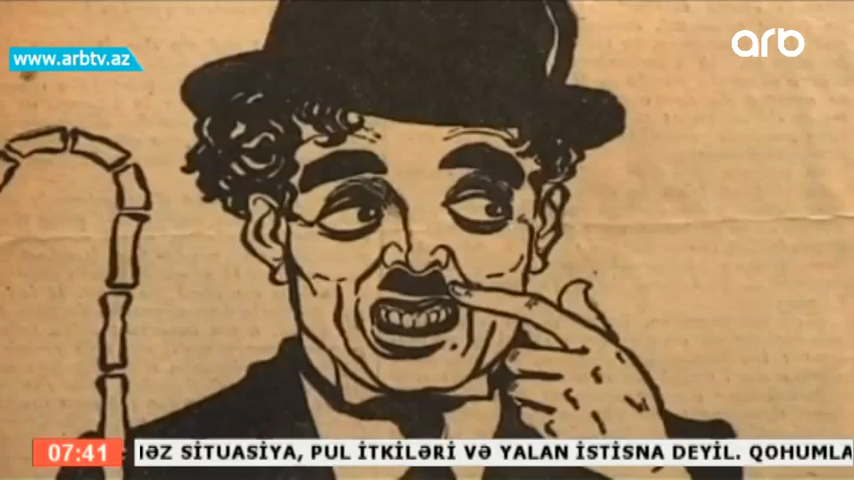 www.arbtv.az
arb
07:41
ƏZ SİTUASİYA, PUL İTKİLƏRİ VƏ YALAN İSTİSNA DEYİL. QOHUMLA